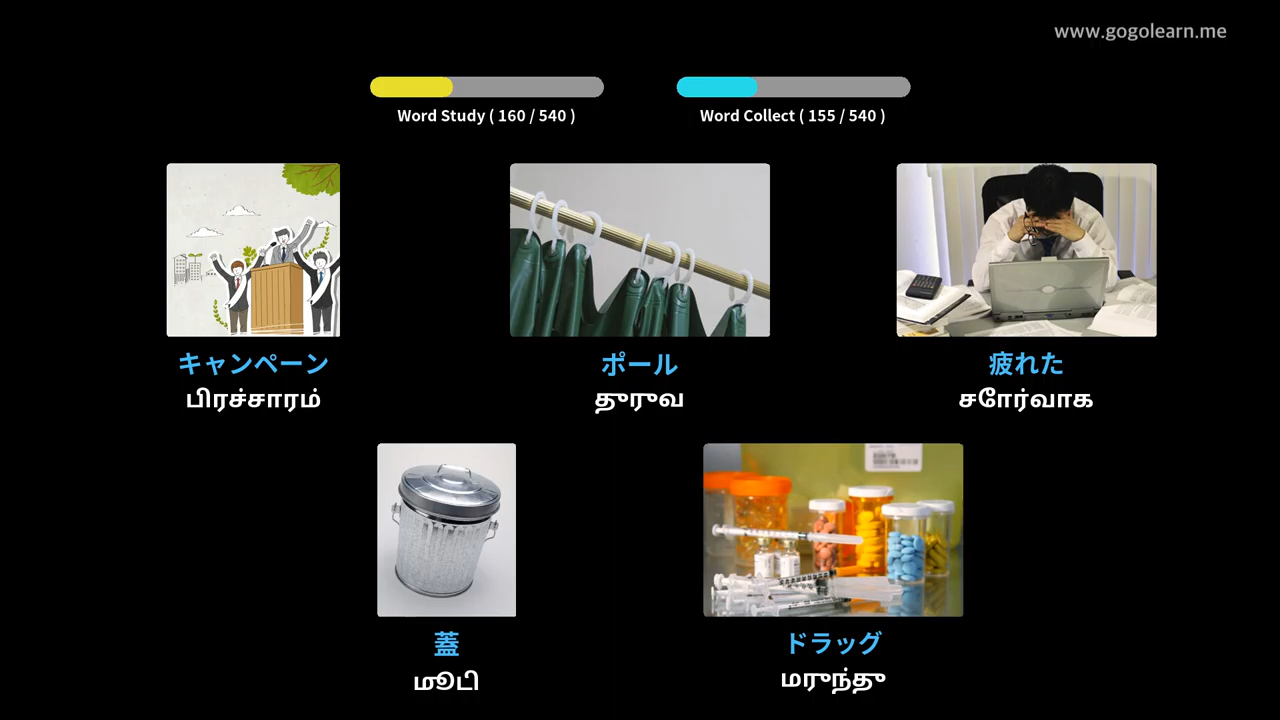 www.gogolearn.me
Word Study ( 160 / 540 )
Word Collect ( 155 / 540 )
キャンペーン
பிரச்சாரம்
ポール
துருவ
疲れた
சோர்வாக
蓋
மூடி
ドラッグ
மருந்து